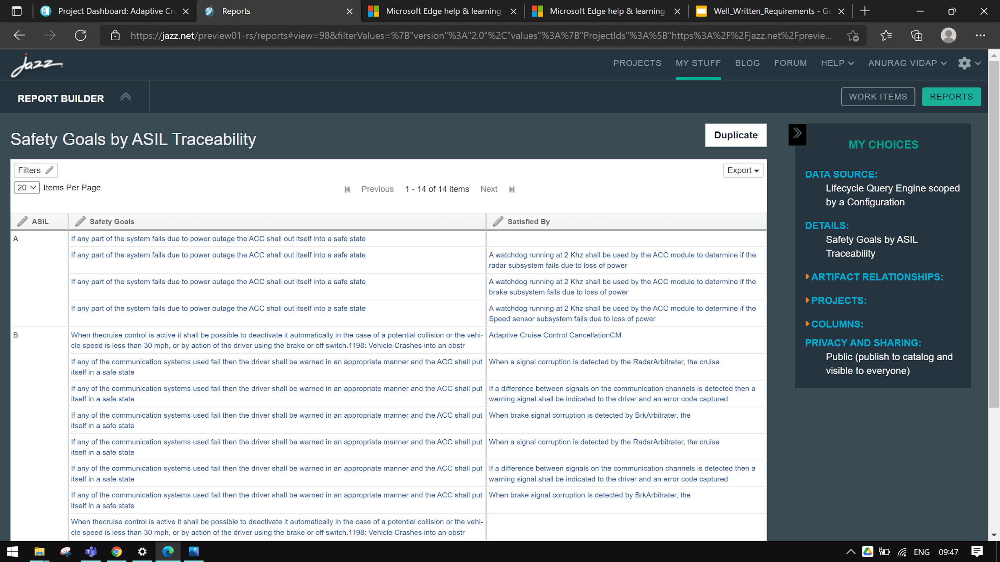 Project Dashboard: Adaptive Cru
Reports
Microsoft Edge help & learning
Microsoft Edge help & learning
Well_Written_Requirements - Go
https://jazz.net/preview01-rs/reports#view=98&filterValues=%7B"version"%3A"2.0"%2C"values"%3A%7B"ProjectIds"%3A%5B"https%3A%2F%2Fjazz.net%2Fprevie...
jazz
PROJECTS
MY STUFF
BLOG
FORUM
HELP
ANURAG VIDAP
REPORT BUILDER
WORK ITEMS
REPORTS
Safety Goals by ASIL Traceability
Duplicate
Filters
Export
20 Items Per Page
Previous 1 - 14 of 14 items Next
ASIL
Safety Goals
Satisfied By
A
If any part of the system fails due to power outage the ACC shall out itself into a safe state
If any part of the system fails due to power outage the ACC shall out itself into a safe state
A watchdog running at 2 Khz shall be used by the ACC module to determine if the
radar subsystem fails due to loss of power
If any part of the system fails due to power outage the ACC shall out itself into a safe state
A watchdog running at 2 Khz shall be used by the ACC module to determine if the
brake subsystem fails due to loss of power
If any part of the system fails due to power outage the ACC shall out itself into a safe state
A watchdog running at 2 Khz shall be used by the ACC module to determine if the
Speed sensor subsystem fails due to loss of power
B
When thecruise control is active it shall be possible to deactivate it automatically in the case of a potential collision or the vehi-
cle speed is less than 30 mph, or by action of the driver using the brake or off switch.1198: Vehicle Crashes into an obstr
Adaptive Cruise Control CancellationCM
If any of the communication systems used fail then the driver shall be warned in an appropriate manner and the ACC shall put
itself in a safe state
When a signal corruption is detected by the RadarArbitrater, the cruise
If any of the communication systems used fail then the driver shall be warned in an appropriate manner and the ACC shall put
itself in a safe state
If a difference between signals on the communication channels is detected then a
warning signal shall be indicated to the driver and an error code captured
If any of the communication systems used fail then the driver shall be warned in an appropriate manner and the ACC shall put
itself in a safe state
When brake signal corruption is detected by BrkArbitrater, the
If any of the communication systems used fail then the driver shall be warned in an appropriate manner and the ACC shall put
itself in a safe state
When a signal corruption is detected by the RadarArbitrater, the cruise
If any of the communication systems used fail then the driver shall be warned in an appropriate manner and the ACC shall put
itself in a safe state
If a difference between signals on the communication channels is detected then a
warning signal shall be indicated to the driver and an error code captured
If any of the communication systems used fail then the driver shall be warned in an appropriate manner and the ACC shall put
itself in a safe state
When brake signal corruption is detected by BrkArbitrater, the
When thecruise control is active it shall be possible to deactivate it automatically in the case of a potential collision or the vehi-
cle speed is less than 30 mph, or by action of the driver using the brake or off switch.1198: Vehicle Crashes into an obstr
MY CHOICES
DATA SOURCE:
Lifecycle Query Engine scoped
by a Configuration
DETAILS:
Safety Goals by ASIL
Traceability
ARTIFACT RELATIONSHIPS:
PROJECTS:
COLUMNS:
PRIVACY AND SHARING:
Public (publish to catalog and
visible to everyone)
ENG
09:47